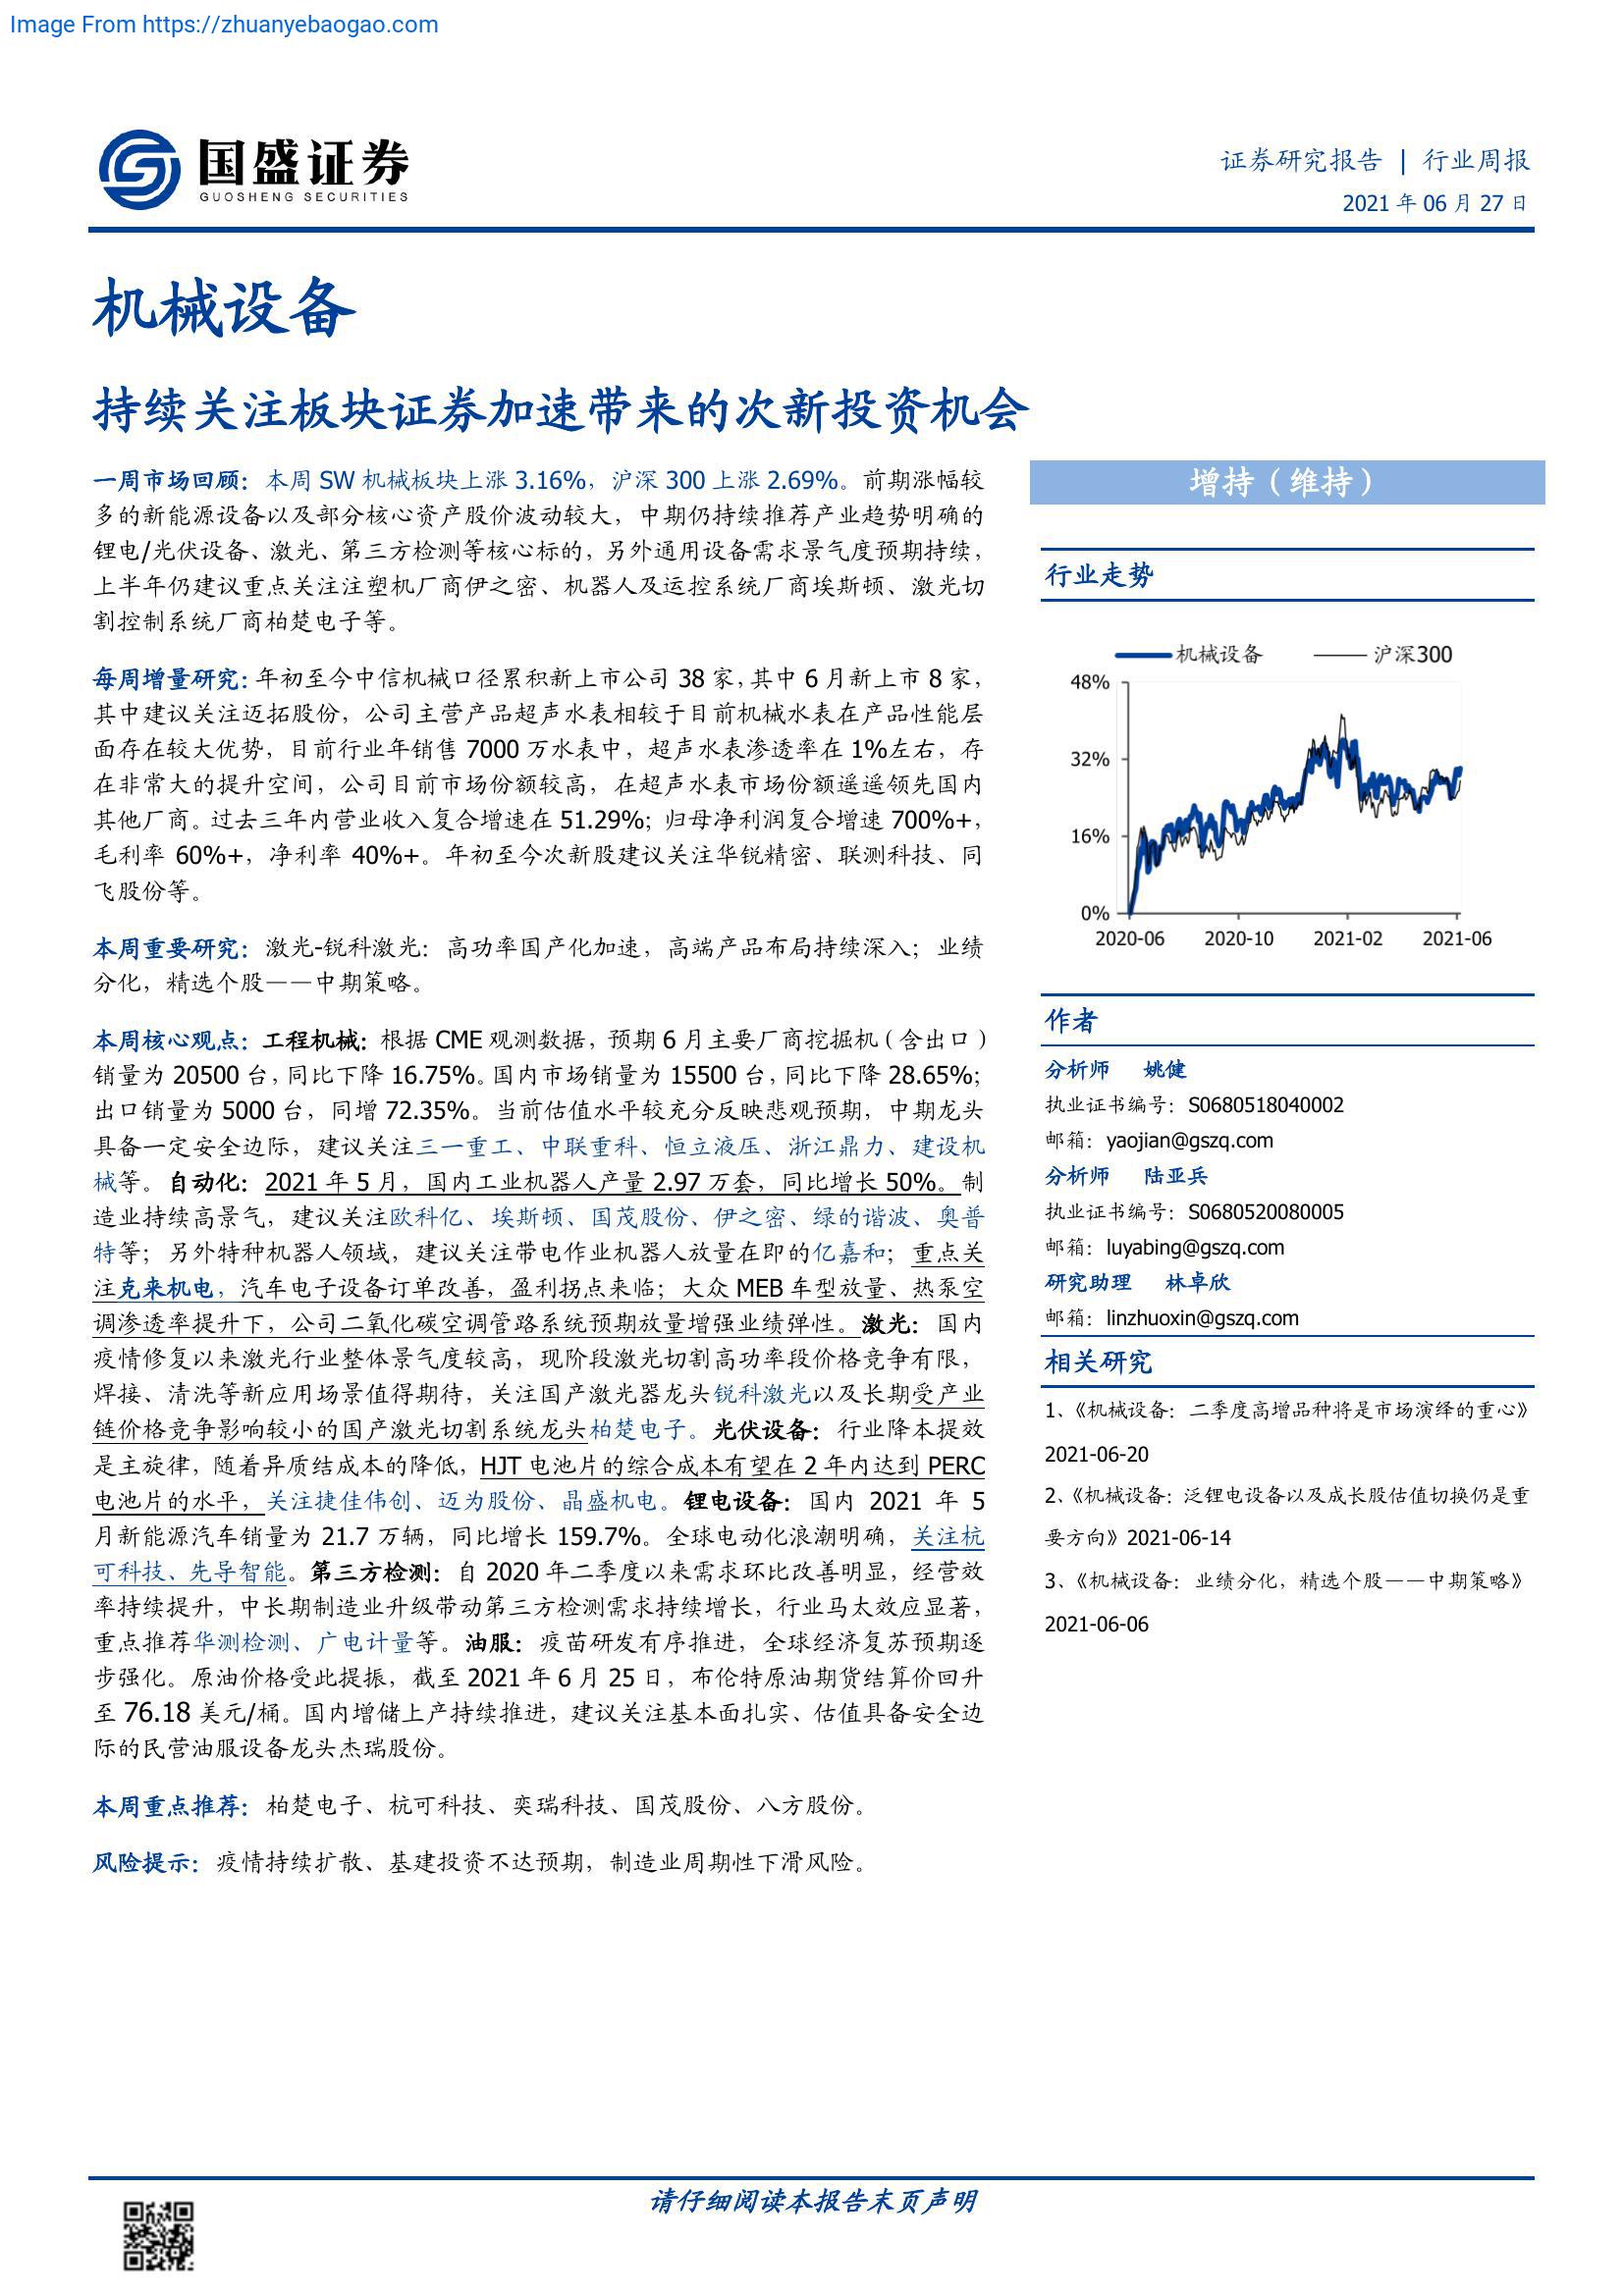 Image From https://zhuanyebaogao.com
国盛证券
GUOSHENG SECURITIES
证券研究报告 | 行业周报
2021 年 06 月 27 日
机械设备
持续关注板块证券加速带来的次新投资机会
一周市场回顾：本周 SW 机械板块上涨 3.16%，沪深 300 上涨 2.69%。前期涨幅较
多的新能源设备以及部分核心资产股价波动较大，中期仍持续推荐产业趋势明确的
锂电/光伏设备、激光、第三方检测等核心标的，另外通用设备需求景气度预期持续，
上半年仍建议重点关注注塑机厂商伊之密、机器人及运控系统厂商埃斯顿、激光切
割控制系统厂商柏楚电子等。
每周增量研究：年初至今中信机械口径累积新上市公司 38 家，其中 6 月新上市 8 家，
其中建议关注迈拓股份，公司主营产品超声水表相较于目前机械水表在产品性能层
面存在较大优势，目前行业年销售 7000 万水表中，超声水表渗透率在 1%左右，存
在非常大的提升空间，公司目前市场份额较高，在超声水表市场份额遥遥领先国内
其他厂商。过去三年内营业收入复合增速在 51.29%；归母净利润复合增速 700%+，
毛利率 60%+，净利率 40%+。年初至今次新股建议关注华锐精密、联测科技、同
飞股份等。
本周重要研究：激光-锐科激光：高功率国产化加速，高端产品布局持续深入；业绩
分化，精选个股——中期策略。
本周核心观点：工程机械：根据 CME 观测数据，预期 6 月主要厂商挖掘机（含出口）
销量为 20500 台，同比下降 16.75%。国内市场销量为 15500 台，同比下降 28.65%；
出口销量为 5000 台，同增 72.35%。当前估值水平较充分反映悲观预期，中期龙头
具备一定安全边际，建议关注三一重工、中联重科、恒立液压、浙江鼎力、建设机
械等。自动化：2021 年 5 月，国内工业机器人产量 2.97 万套，同比增长 50%。制
造业持续高景气，建议关注欧科亿、埃斯顿、国茂股份、伊之密、绿的谐波、奥普
特等；另外特种机器人领域，建议关注带电作业机器人放量在即的亿嘉和；重点关
注克来机电，汽车电子设备订单改善，盈利拐点来临；大众 MEB 车型放量、热泵空
调渗透率提升下，公司二氧化碳空调管路系统预期放量增强业绩弹性。激光：国内
疫情修复以来激光行业整体景气度较高，现阶段激光切割高功率段价格竞争有限，
焊接、清洗等新应用场景值得期待，关注国产激光器龙头锐科激光以及长期受产业
链价格竞争影响较小的国产激光切割系统龙头柏楚电子。光伏设备：行业降本提效
是主旋律，随着异质结成本的降低，HJT 电池片的综合成本有望在 2 年内达到 PERC
电池片的水平，关注捷佳伟创、迈为股份、晶盛机电。锂电设备：国内 2021 年 5
月新能源汽车销量为 21.7 万辆，同比增长 159.7%。全球电动化浪潮明确，关注杭
可科技、先导智能。第三方检测：自 2020 年二季度以来需求环比改善明显，经营效
率持续提升，中长期制造业升级带动第三方检测需求持续增长，行业马太效应显著，
重点推荐华测检测、广电计量等。油服：疫苗研发有序推进，全球经济复苏预期逐
步强化。原油价格受此提振，截至 2021 年 6 月 25 日，布伦特原油期货结算价回升
至 76.18 美元/桶。国内增储上产持续推进，建议关注基本面扎实、估值具备安全边
际的民营油服设备龙头杰瑞股份。
本周重点推荐：柏楚电子、杭可科技、奕瑞科技、国茂股份、八方股份。
风险提示：疫情持续扩散、基建投资不达预期，制造业周期性下滑风险。
增持（维持）
行业走势
机械设备 沪深300
48%
32%
16%
0%
2020-06 2020-10 2021-02 2021-06
作者
分析师 姚健
执业证书编号：S0680518040002
邮箱：yaojian@gszq.com
分析师 陆亚兵
执业证书编号：S0680520080005
邮箱：luyabing@gszq.com
研究助理 林卓欣
邮箱：linzhuoxin@gszq.com
相关研究
1、《机械设备：二季度高增品种将是市场演绎的重心》
2021-06-20
2、《机械设备：泛锂电设备以及成长股估值切换仍是重
要方向》2021-06-14
3、《机械设备：业绩分化，精选个股——中期策略》
2021-06-06
请仔细阅读本报告末页声明